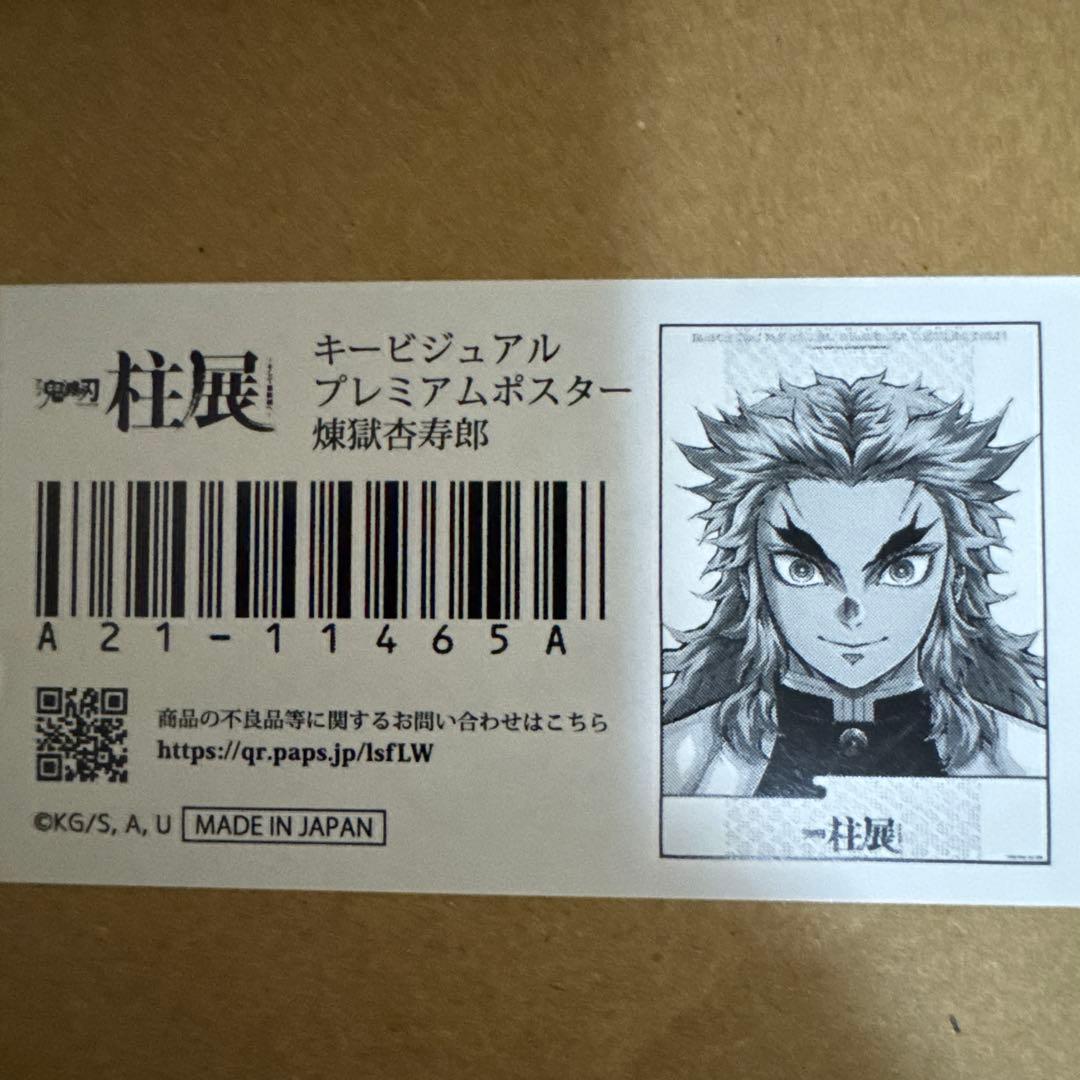 鬼滅の刃 柱展
キービジュアル
プレミアムポスター
煉獄杏寿郎
A21-11465A
商品の不良品等に関するお問い合わせはこちら
https://qr.paps.jp/lsfLW
©KG/S, A, U MADE IN JAPAN
柱展